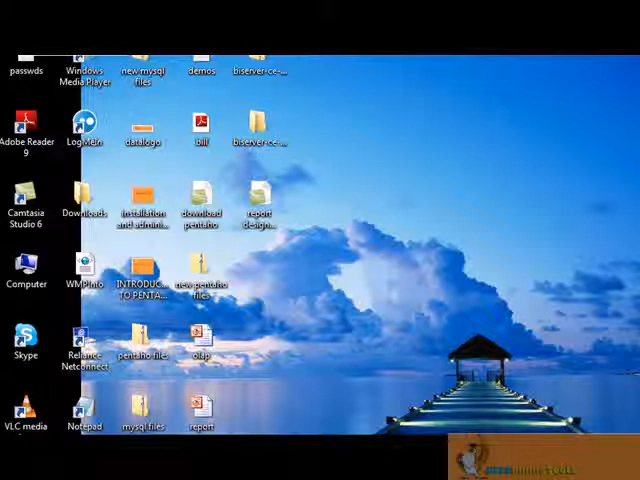 passwds
Windows
Media Player
new mysql
files
demos
biserver-ce-...
Adobe Reader
9
LogMeIn
datalogo
bill
biserver-ce-...
Camtasia
Studio 6
Downloads
installation
and admini...
download
pentaho
report
design...
Computer
WMPInfo
INTRODUC...
TO PENTA...
new pentaho
files
Skype
Reliance
Netconnect
pentaho files
olap
VLC media
Notepad
mysql files
report